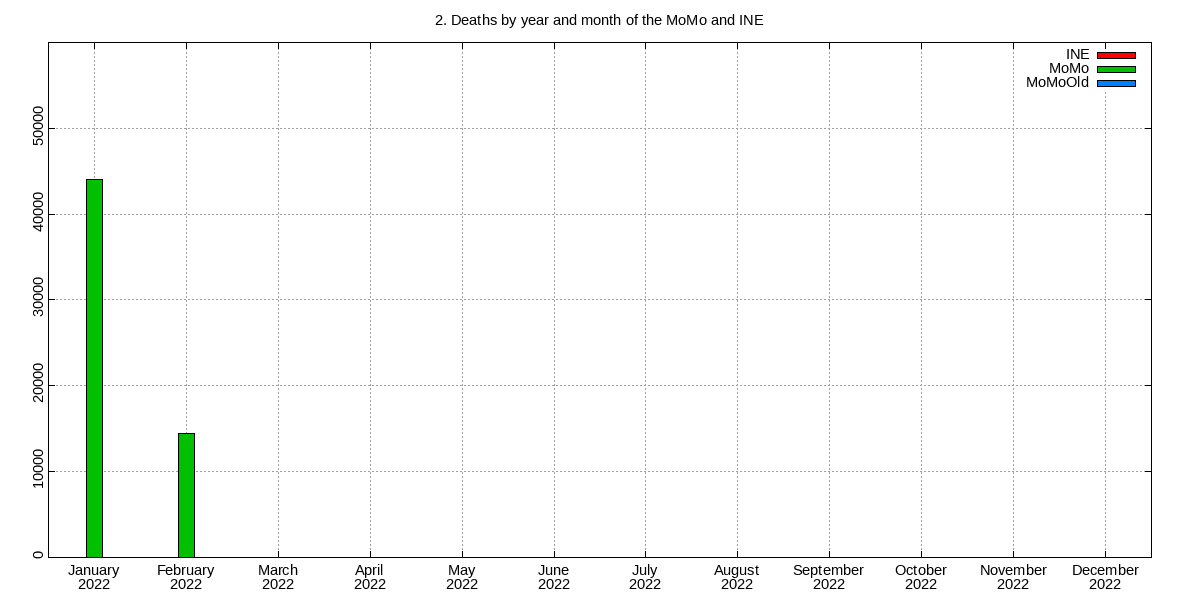 2. Deaths by year and month of the MoMo and INE
INE
MoMo
MoMoOld
50000
40000
30000
20000
10000
0
January February March April May June July August September October November December
2022 2022 2022 2022 2022 2022 2022 2022 2022 2022 2022 2022